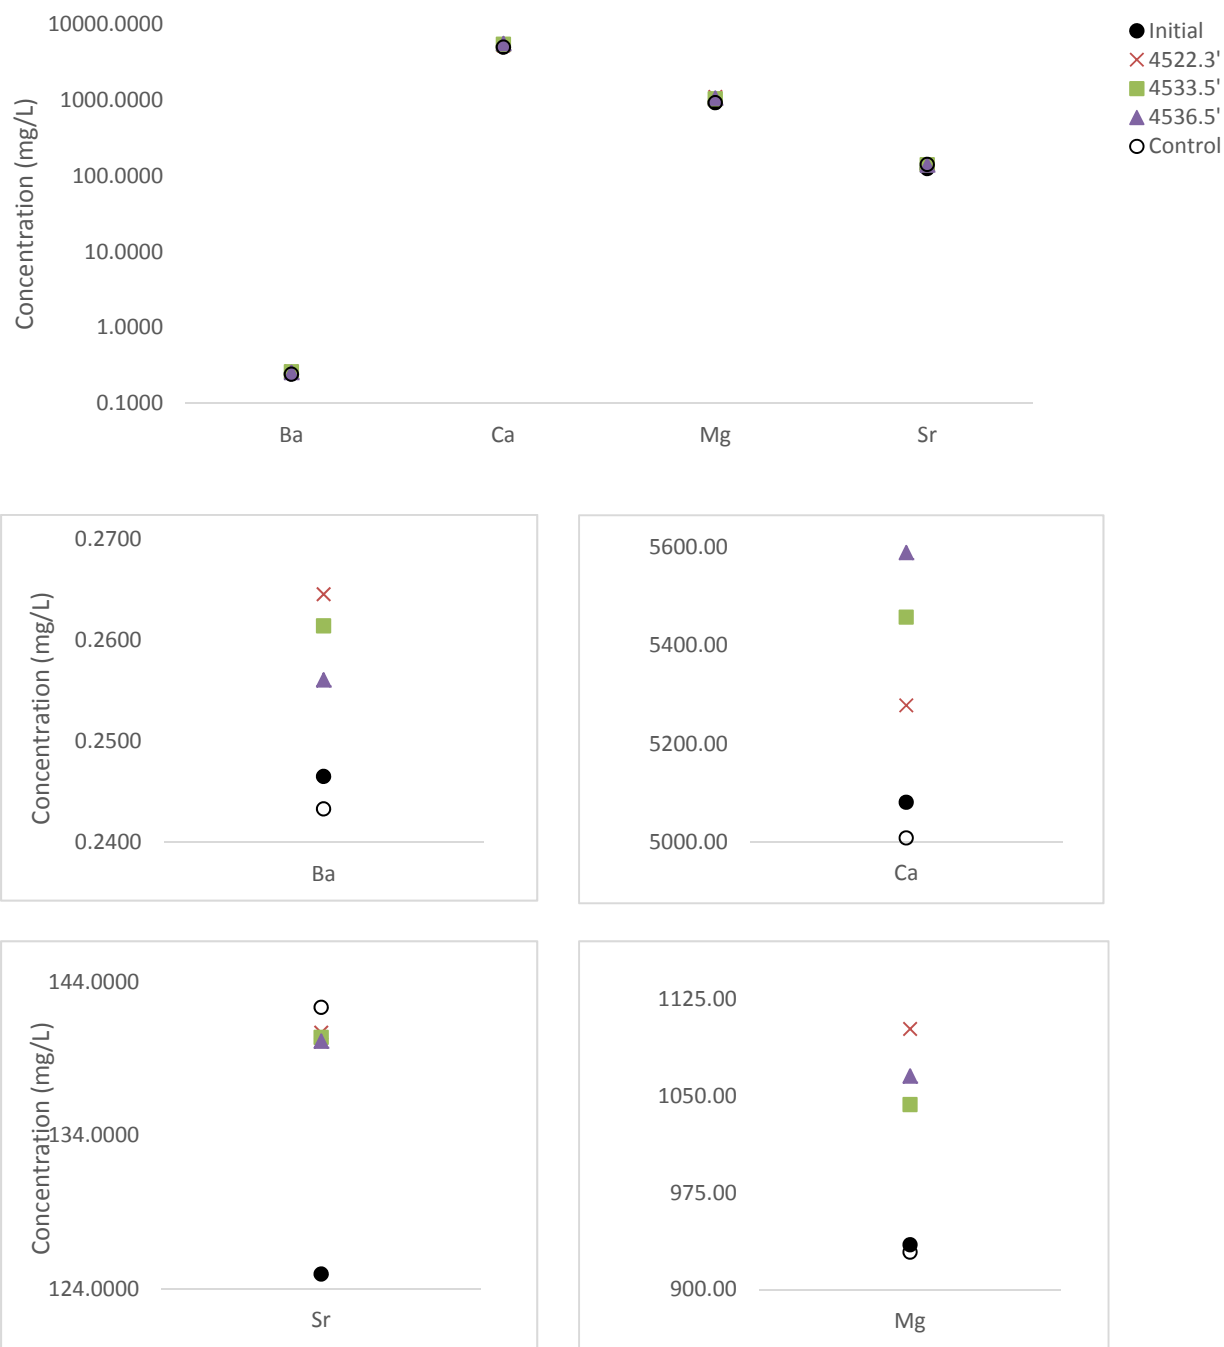 10000.0000
1000.0000
100.0000
10.0000
1.0000
0.1000
Concentration (mg/L)
Ba Ca Mg Sr
Initial
4522.3'
4533.5'
4536.5'
Control
0.2700
0.2600
0.2500
0.2400
Concentration (mg/L)
Ba
5600.00
5400.00
5200.00
5000.00
Ca
144.0000
134.0000
124.0000
Concentration (mg/L)
Sr
1125.00
1050.00
975.00
900.00
Mg